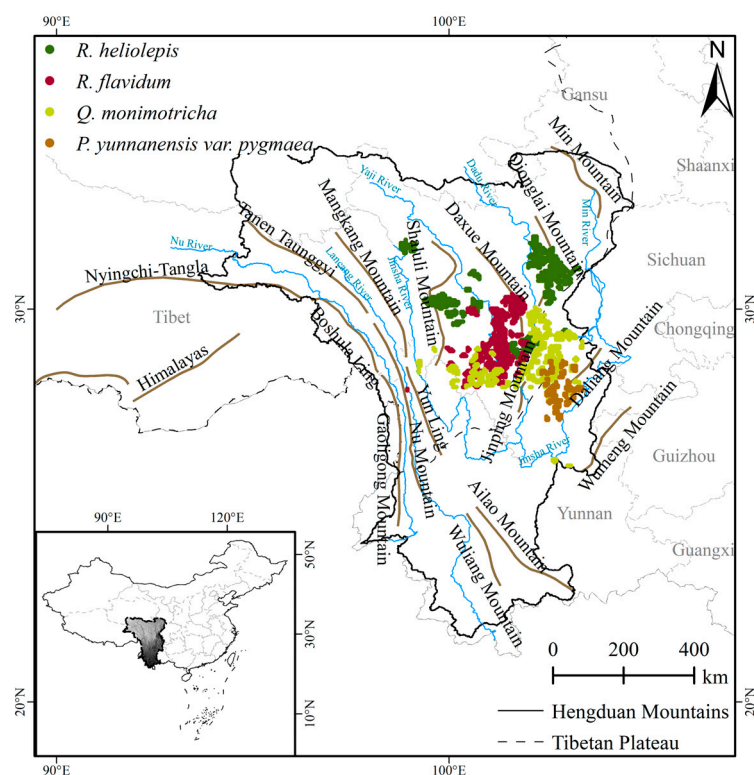 90°E
100°E
R. heliolepis
R. flavidum
Q. monimotricha
P. yunnanensis var. pygmaea
N
Gansu
Shaanxi
Sichuan
Chongqing
Guizhou
Yunnan
Guangxi
Tibet
Min Mountain
Qionglai Mountain
Daxue Mountain
Shaluli Mountain
Mangkang Mountain
Tanen Taunggyi
Nyingchi-Tangla
Himalayas
Boshula Ling
Gaoligong Mountain
Nu Mountain
Yun Ling
Jinping Mountain
Daliang Mountain
Wumeng Mountain
Ailao Mountain
Wuliang Mountain
Yaji River
Dadu River
Min River
Nu River
Lancang River
Jinsha River
Jinsha River
30°N
30°N
20°N
20°N
90°E
120°E
50°N
30°N
10°N
0
200
400
km
Hengduan Mountains
Tibetan Plateau
90°E
100°E